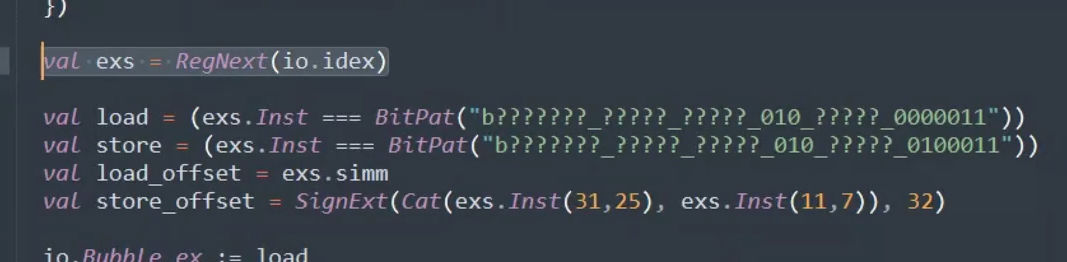 })
val exs = RegNext(io.idex)
val load = (exs.Inst === BitPat("b???????_?????_?????_010_?????_0000011"))
val store = (exs.Inst === BitPat("b???????_?????_?????_010_?????_0100011"))
val load_offset = exs.simm
val store_offset = SignExt(Cat(exs.Inst(31,25), exs.Inst(11,7)), 32)
io.Bubble_ex := load